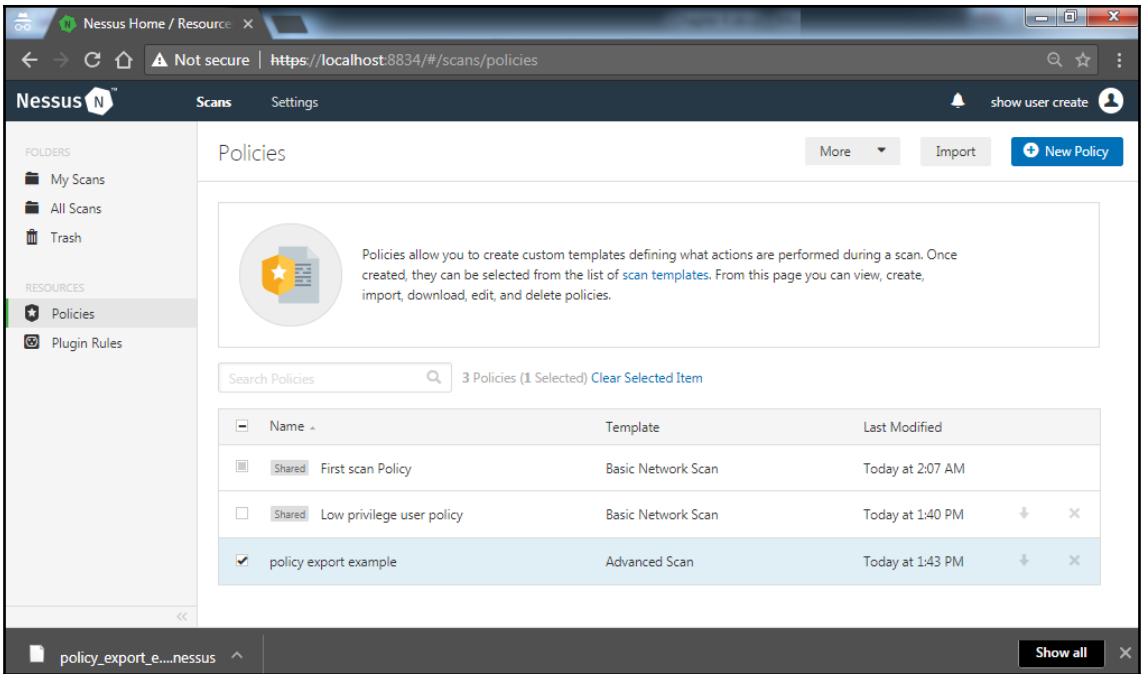 Nessus Home / Resource
Not secure | https://localhost:8834/#/scans/policies
Nessus N ™
Scans
Settings
show user create
FOLDERS
My Scans
All Scans
Trash
RESOURCES
Policies
Plugin Rules
Policies
More
Import
New Policy
Policies allow you to create custom templates defining what actions are performed during a scan. Once
created, they can be selected from the list of scan templates. From this page you can view, create,
import, download, edit, and delete policies.
Search Policies
3 Policies (1 Selected) Clear Selected Item
Name Template Last Modified
Shared First scan Policy Basic Network Scan Today at 2:07 AM
Shared Low privilege user policy Basic Network Scan Today at 1:40 PM
policy export example Advanced Scan Today at 1:43 PM
policy_export_e....nessus
Show all